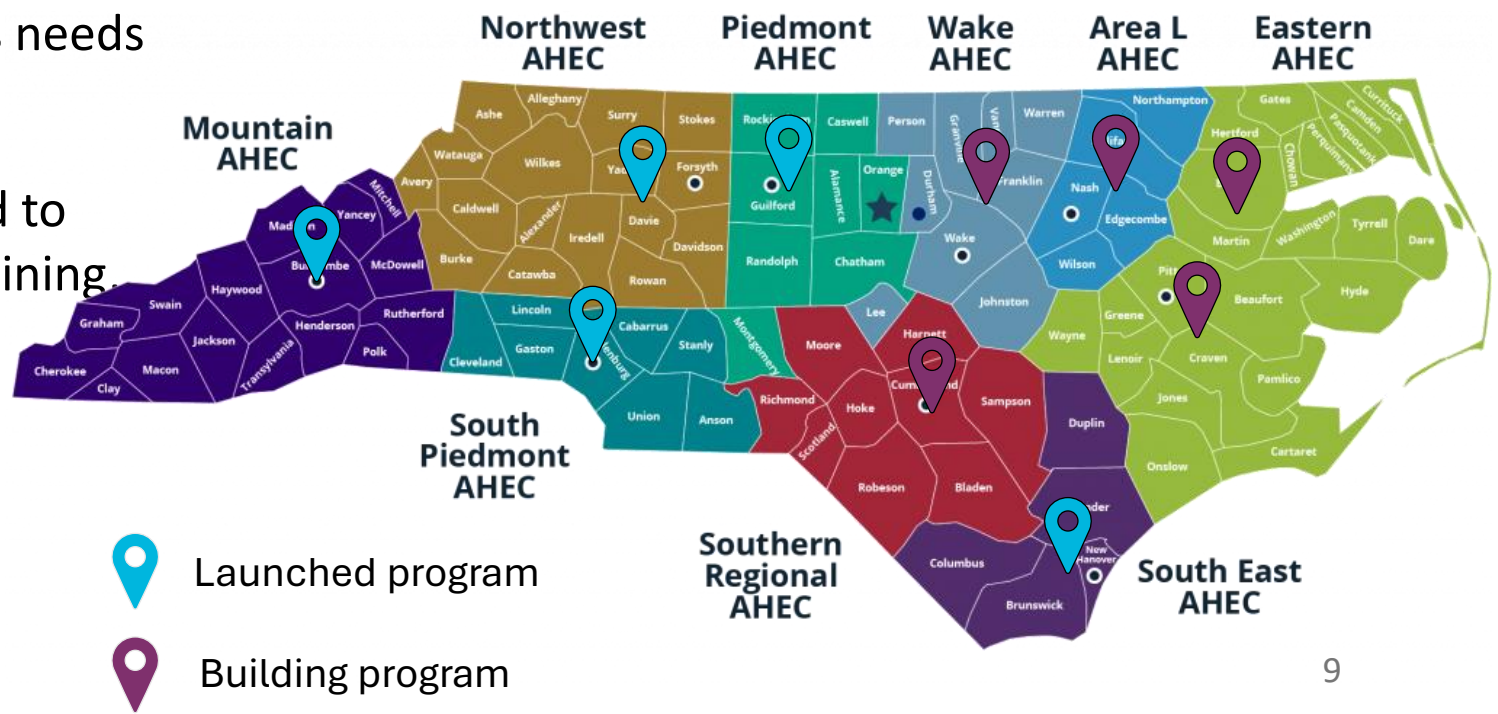 needs
d to
ining.
Northwest
AHEC
Piedmont
AHEC
Wake
AHEC
Area L
AHEC
Eastern
AHEC
Mountain
AHEC
Ashe
Alleghany
Surry
Stokes
Watauga
Wilkes
Forsyth
Avery
Caldwell
Alexander
Iredell
Davie
Davidson
Burke
Catawba
Rowan
Caswell
Guilford
Alamance
Orange
Randolph
Chatham
Montgomery
Person
Granville
Warren
Durham
Franklin
Wake
Johnston
Lee
Northampton
Nash
Edgecombe
Wilson
Gates
Currituck
Camden
Pasquotank
Perquimans
Hertford
Chowan
Martin
Washington
Tyrrell
Dare
Beaufort
Hyde
Greene
Wayne
Lenoir
Craven
Pamlico
Jones
Onslow
Cartaret
Mitchell
Yancey
McDowell
Haywood
Swain
Graham
Cherokee
Clay
Macon
Jackson
Transylvania
Henderson
Polk
Rutherford
Cleveland
Lincoln
Gaston
Cabarrus
Stanly
Union
Anson
Moore
Harnett
Richmond
Hoke
Scotland
Sampson
Robeson
Bladen
Duplin
Columbus
Brunswick
New
Hanover
South
Piedmont
AHEC
Southern
Regional
AHEC
South East
AHEC
Launched program
Building program
9